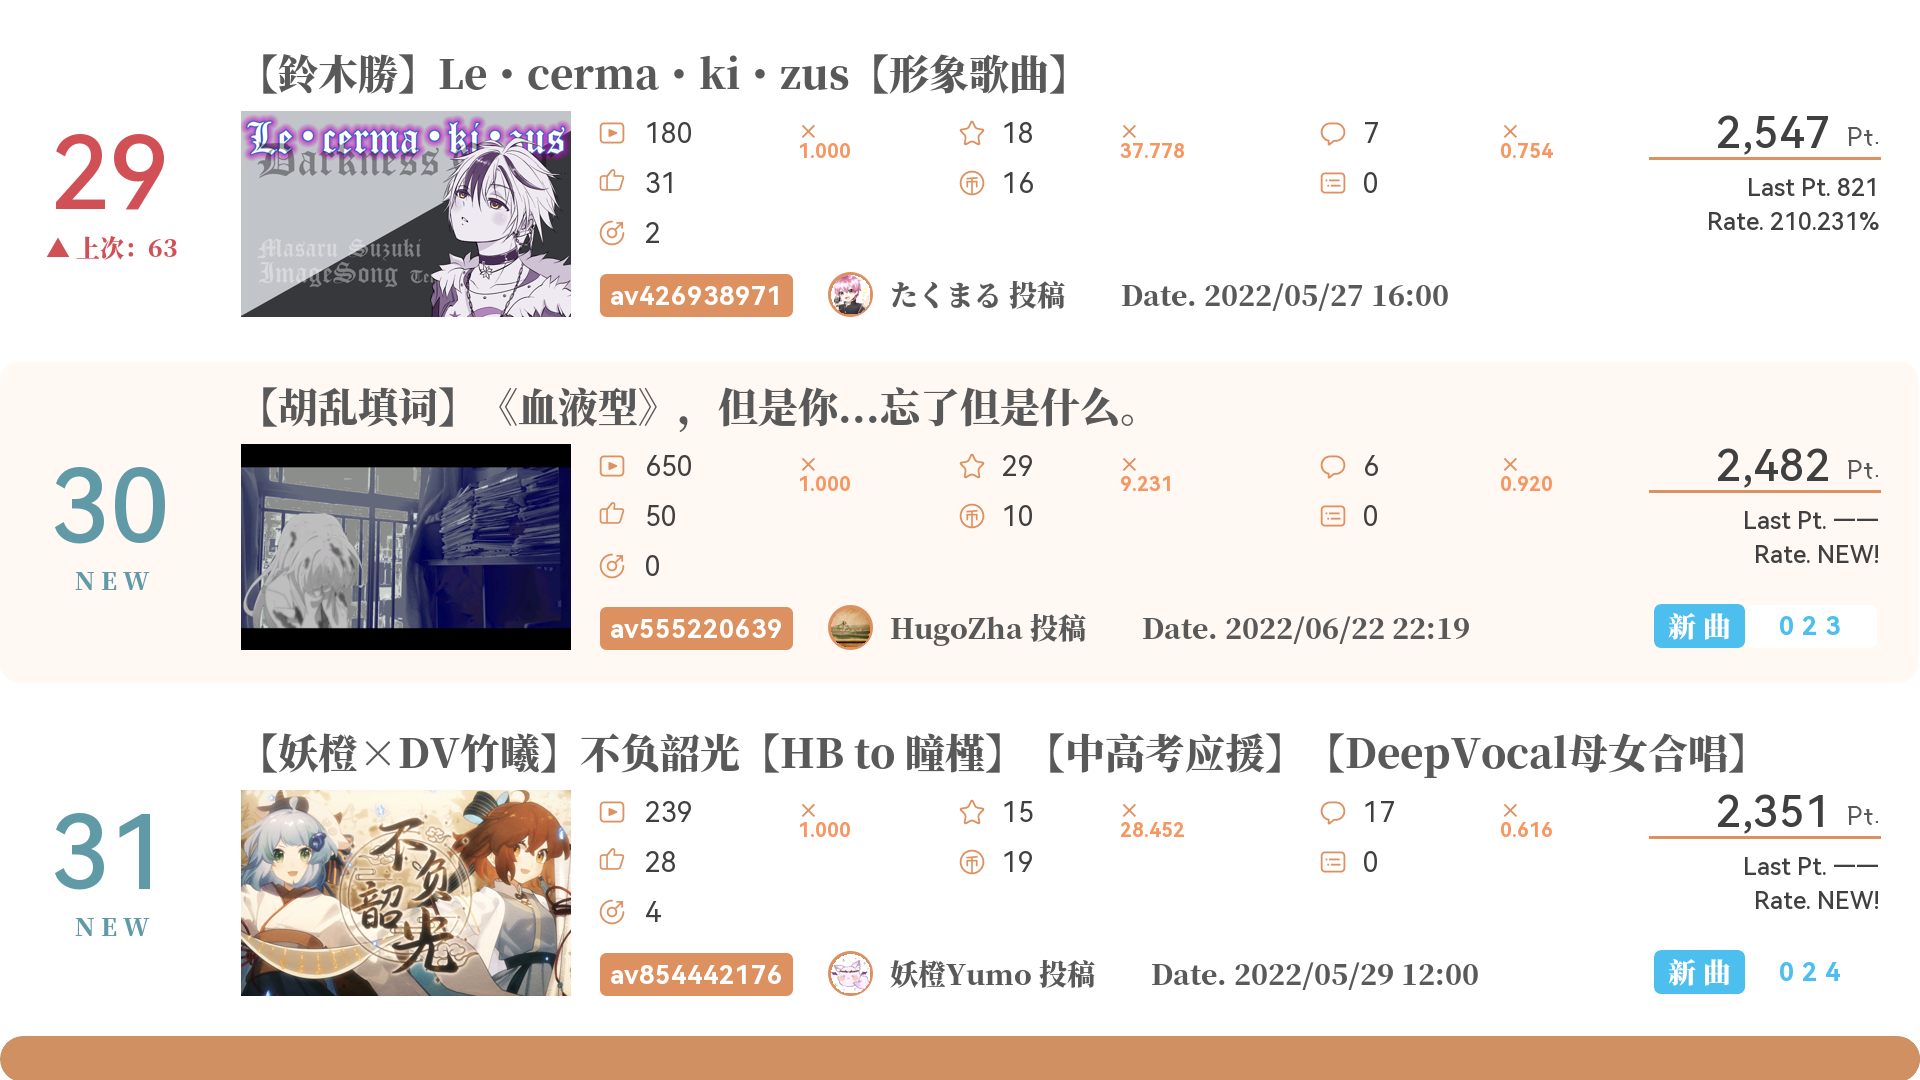 【鈴木勝】Le・cerma・ki・zus【形象歌曲】
29
▲上次：63
Le・cerma・ki・zus
Darkness
Masaru Suzuki
ImageSong
180 ×1.000 18 ×37.778 7 ×0.754
31 16 0
2
2,547 Pt.
Last Pt. 821
Rate. 210.231%
av426938971 たくまる 投稿 Date. 2022/05/27 16:00
【胡乱填词】《血液型》，但是你...忘了但是什么。
30
NEW
650 ×1.000 29 ×9.231 6 ×0.920
50 10 0
0
2,482 Pt.
Last Pt. ——
Rate. NEW!
av555220639 HugoZha 投稿 Date. 2022/06/22 22:19
新曲 023
【妖橙×DV竹曦】不负韶光【HB to 瞳槿】【中高考应援】【DeepVocal母女合唱】
31
NEW
不负韶光
239 ×1.000 15 ×28.452 17 ×0.616
28 19 0
4
2,351 Pt.
Last Pt. ——
Rate. NEW!
av854442176 妖橙Yumo 投稿 Date. 2022/05/29 12:00
新曲 024